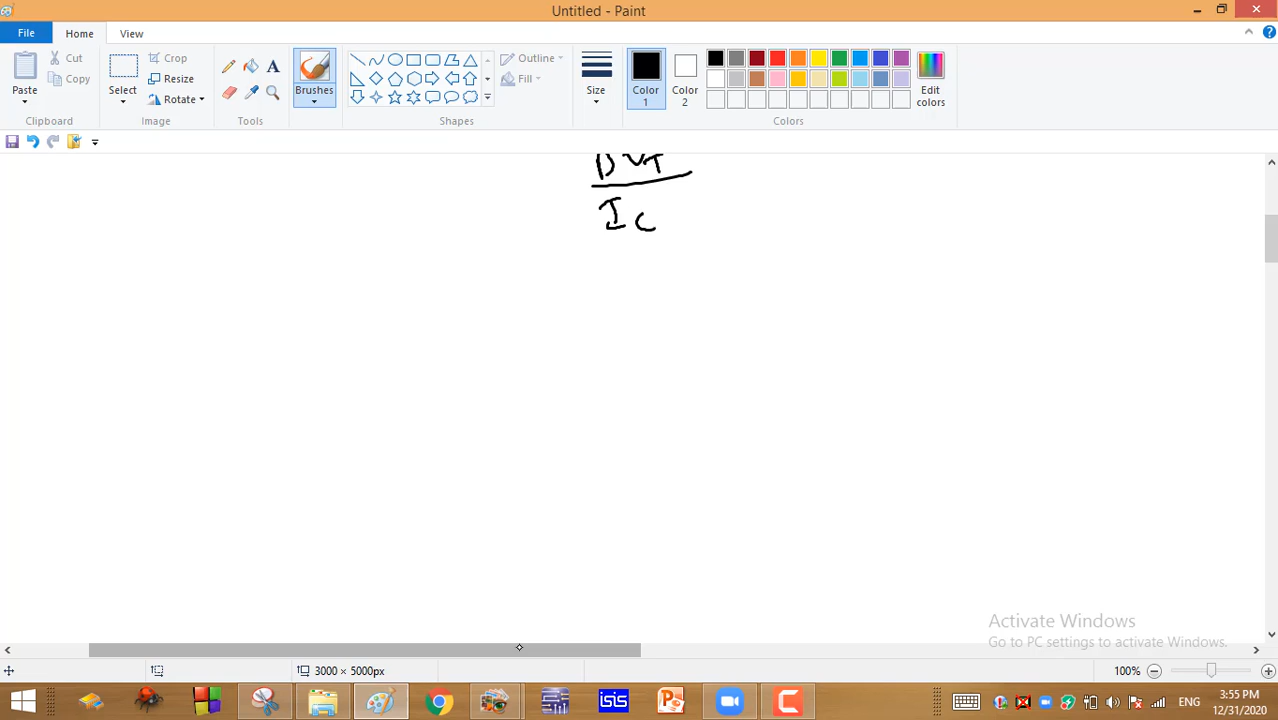 Untitled - Paint
File
Home
View
Paste
Cut
Copy
Clipboard
Select
Crop
Resize
Rotate
Image
A
Tools
Brushes
Outline
Fill
Shapes
Size
Color 1
Color 2
Edit colors
Colors
Ic
Activate Windows
Go to PC settings to activate Windows.
3000 × 5000px
100%
isis
ENG
3:55 PM
12/31/2020